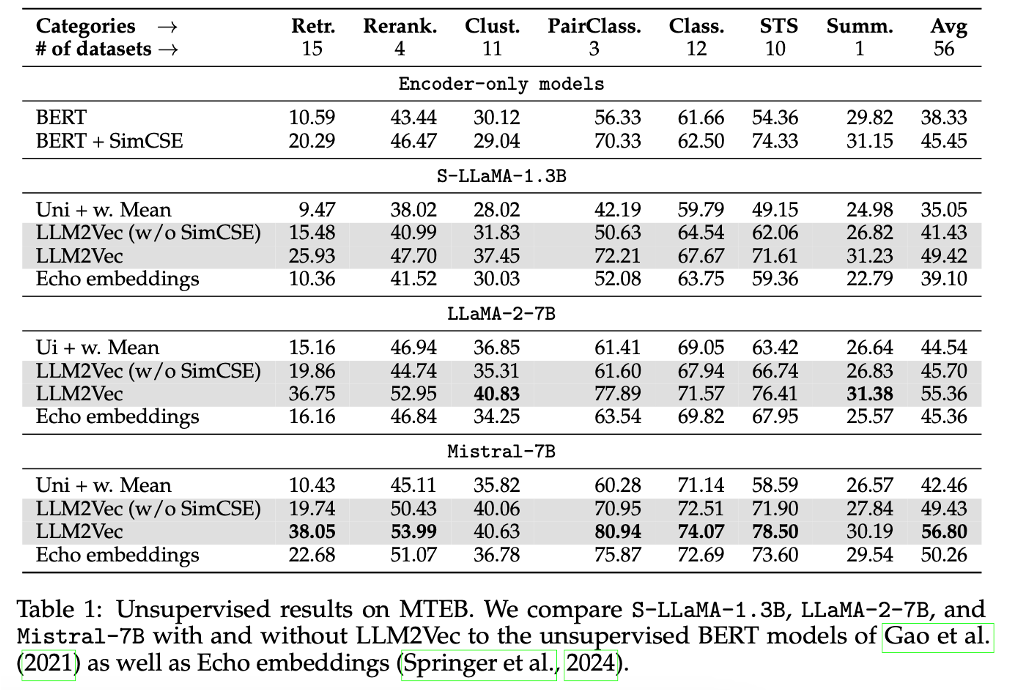 Categories → Retr. Rerank. Clust. PairClass. Class. STS Summ. Avg
# of datasets → 15 4 11 3 12 10 1 56
Encoder-only models
BERT 10.59 43.44 30.12 56.33 61.66 54.36 29.82 38.33
BERT + SimCSE 20.29 46.47 29.04 70.33 62.50 74.33 31.15 45.45
S-LLaMA-1.3B
Uni + w. Mean 9.47 38.02 28.02 42.19 59.79 49.15 24.98 35.05
LLM2Vec (w/o SimCSE) 15.48 40.99 31.83 50.63 64.54 62.06 26.82 41.43
LLM2Vec 25.93 47.70 37.45 72.21 67.67 71.61 31.23 49.42
Echo embeddings 10.36 41.52 30.03 52.08 63.75 59.36 22.79 39.10
LLaMA-2-7B
Ui + w. Mean 15.16 46.94 36.85 61.41 69.05 63.42 26.64 44.54
LLM2Vec (w/o SimCSE) 19.86 44.74 35.31 61.60 67.94 66.74 26.83 45.70
LLM2Vec 36.75 52.95 40.83 77.89 71.57 76.41 31.38 55.36
Echo embeddings 16.16 46.84 34.25 63.54 69.82 67.95 25.57 45.36
Mistral-7B
Uni + w. Mean 10.43 45.11 35.82 60.28 71.14 58.59 26.57 42.46
LLM2Vec (w/o SimCSE) 19.74 50.43 40.06 70.95 72.51 71.90 27.84 49.43
LLM2Vec 38.05 53.99 40.63 80.94 74.07 78.50 30.19 56.80
Echo embeddings 22.68 51.07 36.78 75.87 72.69 73.60 29.54 50.26
Table 1: Unsupervised results on MTEB. We compare S-LLaMA-1.3B, LLaMA-2-7B, and
Mistral-7B with and without LLM2Vec to the unsupervised BERT models of Gao et al.
(2021) as well as Echo embeddings (Springer et al., 2024).